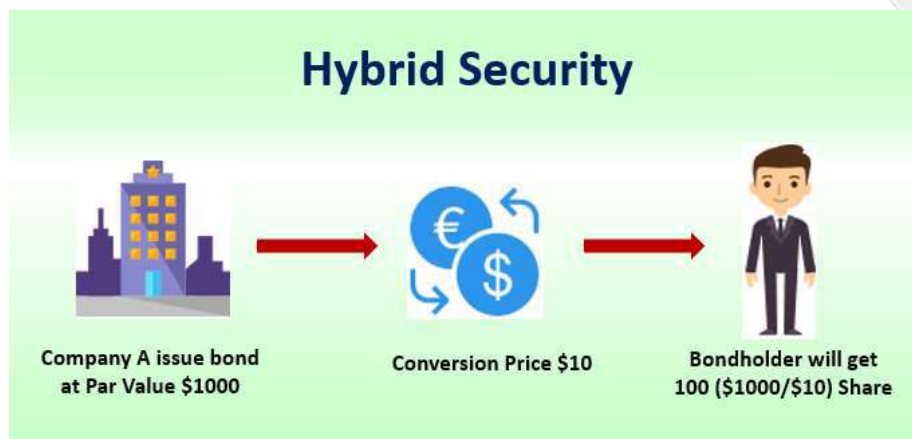 Hybrid Security
€
$
Company A issue bond
at Par Value $1000
Conversion Price $10
Bondholder will get
100 ($1000/$10) Share